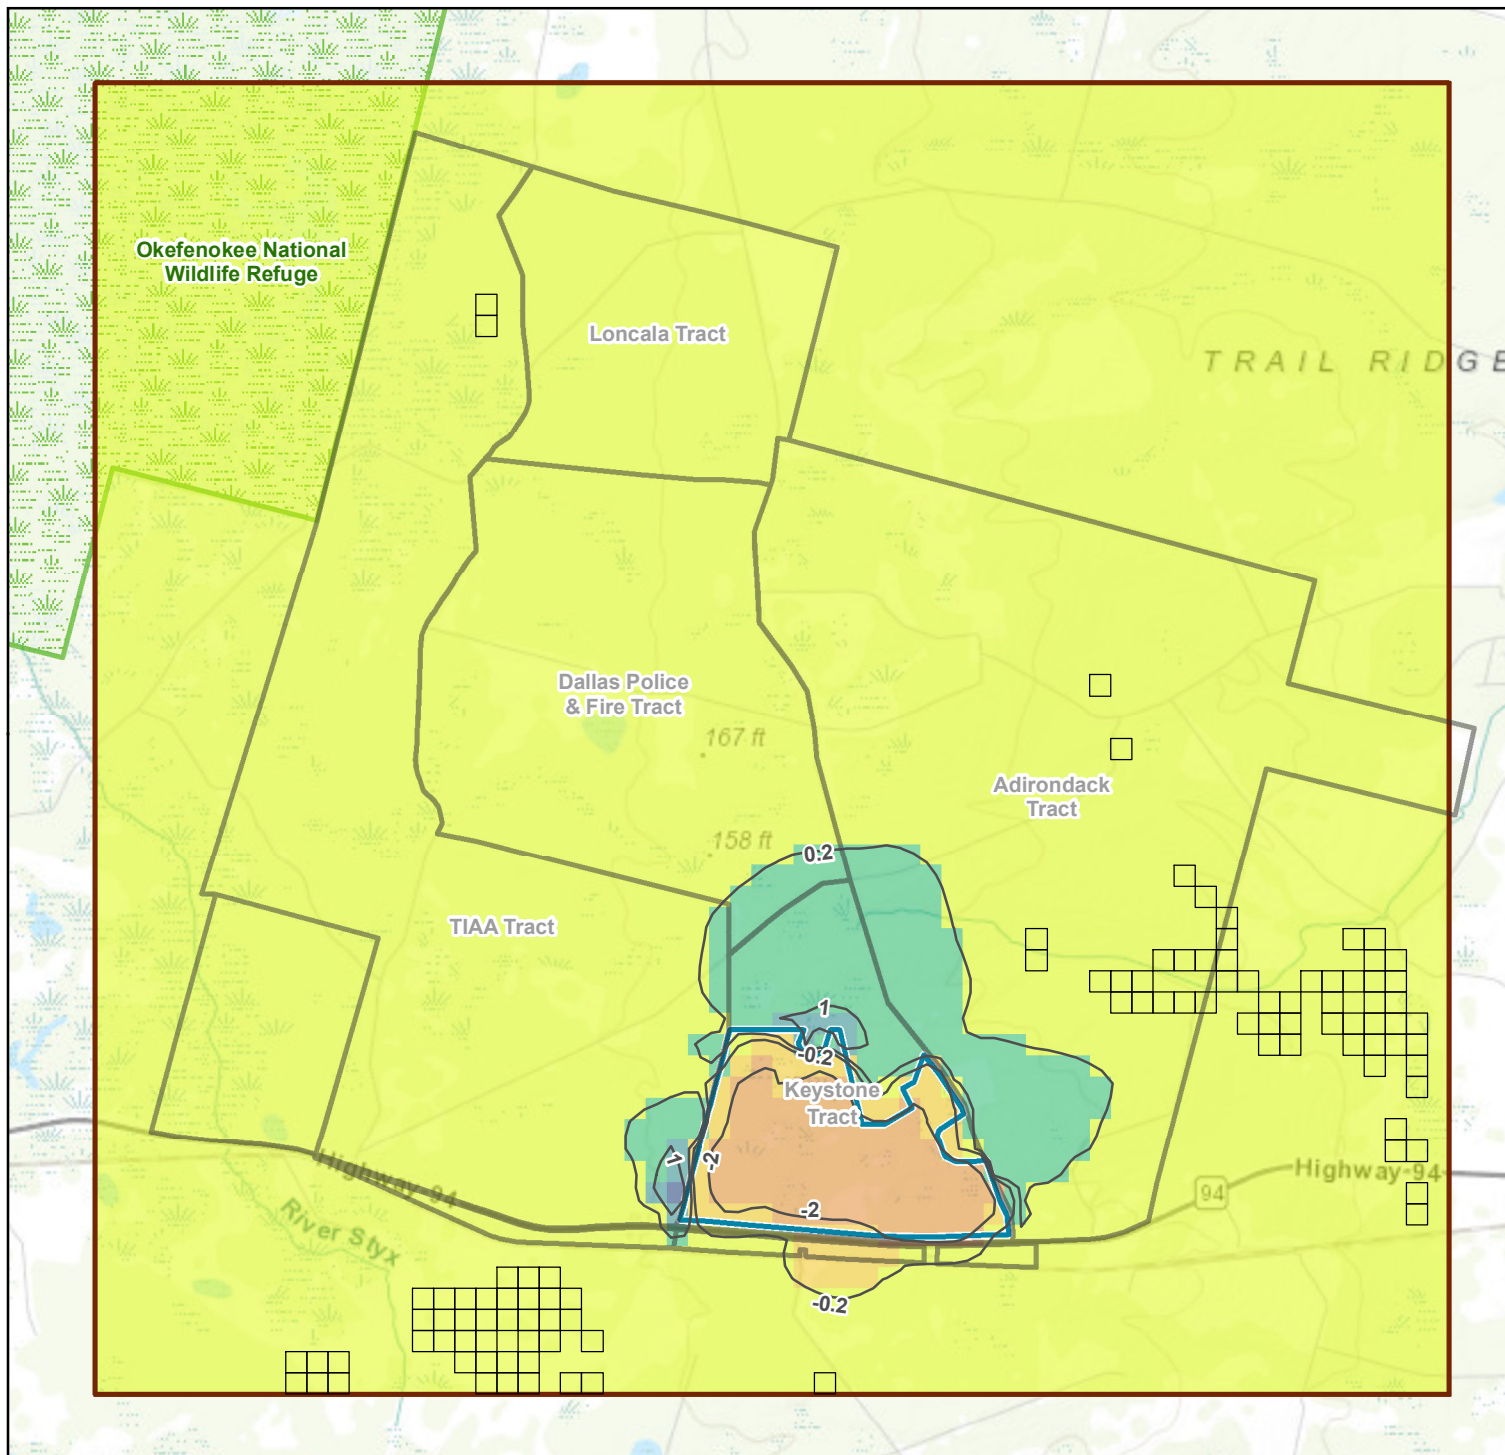 Okefenokee National
Wildlife Refuge
Loncala Tract
TRAIL RIDGE
Dallas Police
& Fire Tract
167 ft
Adirondack
Tract
158 ft
0.2
TIAA Tract
1
-0.2
Keystone
Tract
-2
1
-2
Highway 94
94
Highway 94
River Styx
-0.2